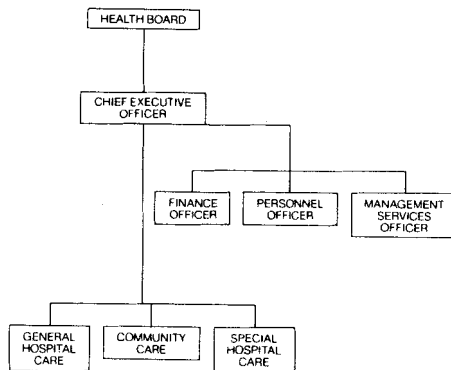 HEALTH BOARD
CHIEF EXECUTIVE
OFFICER
FINANCE
OFFICER
PERSONNEL
OFFICER
MANAGEMENT
SERVICES
OFFICER
GENERAL
HOSPITAL
CARE
COMMUNITY
CARE
SPECIAL
HOSPITAL
CARE